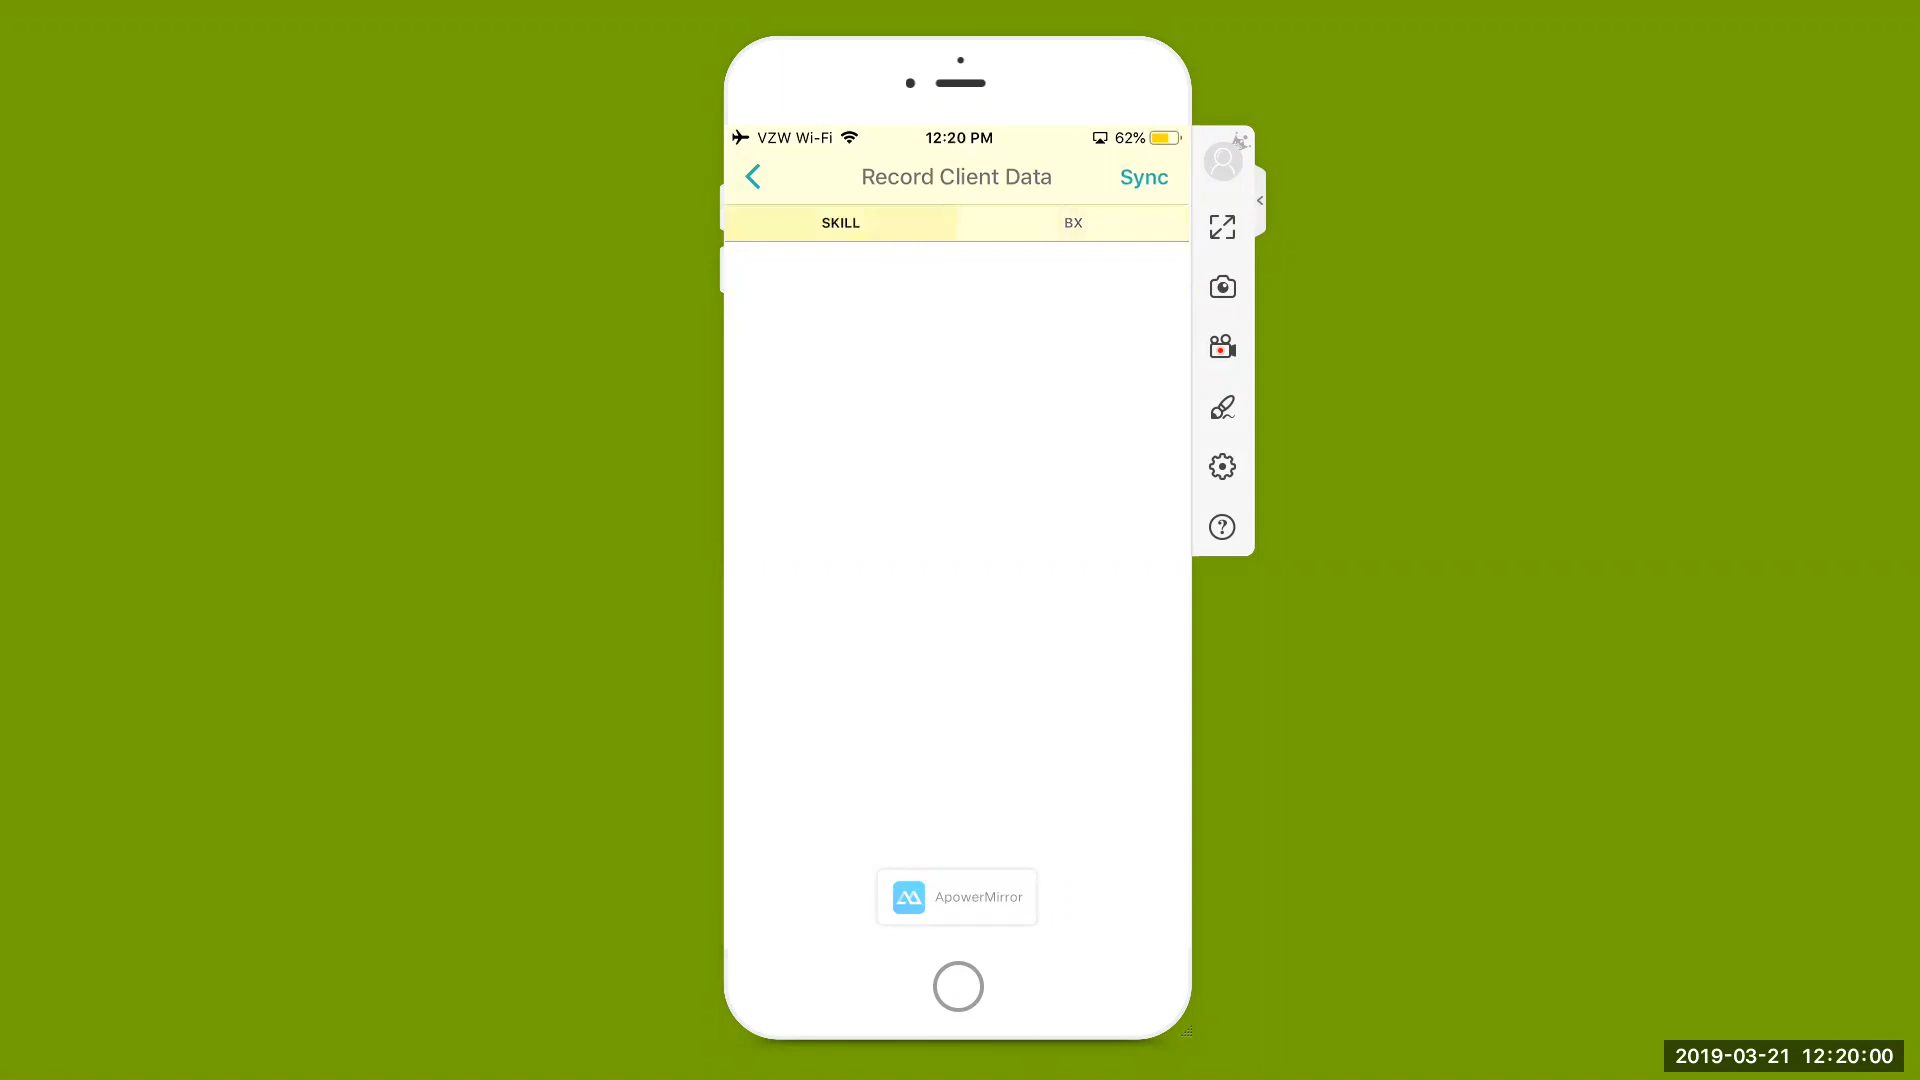 VZW Wi-Fi 12:20 PM 62%
Record Client Data Sync
SKILL BX
ApowerMirror
2019-03-21 12:20:00